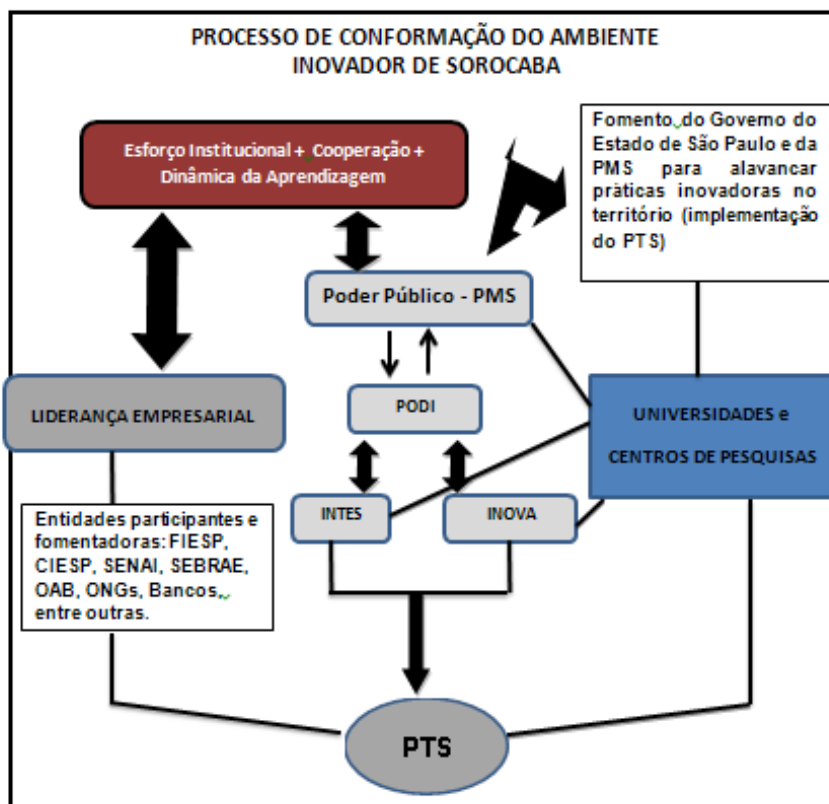 PROCESSO DE CONFORMAÇÃO DO AMBIENTE
INOVADOR DE SOROCABA
Esforço Institucional + Cooperação +
Dinâmica da Aprendizagem
Fomento do Governo do
Estado de São Paulo e da
PMS para alavancar
práticas inovadoras no
território (implementação
do PTS)
Poder Público - PMS
LIDERANÇA EMPRESARIAL
PODI
UNIVERSIDADES e
CENTROS DE PESQUISAS
Entidades participantes e
fomentadoras: FIESP,
CIESP, SENAI, SEBRAE,
OAB, ONGs, Bancos,
entre outras.
INTES
INOVA
PTS